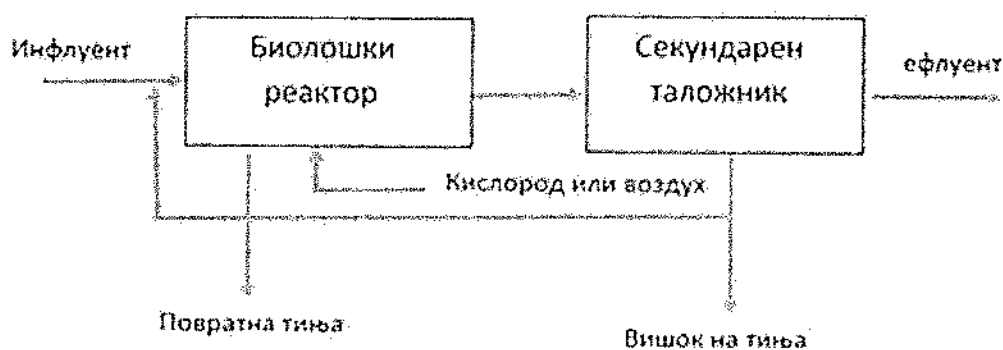 Инфлуент
Биолошки
реактор
Секундарен
таложник
ефлуент
Кислород или воздух
Повратна тиња
Вишок на тиња